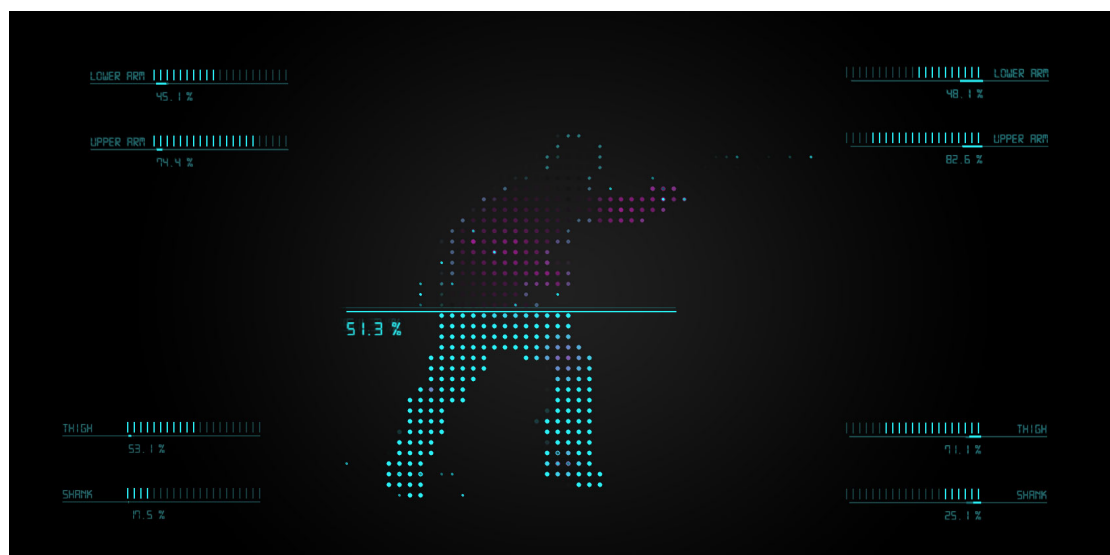 LOWER ARM
45.1 %
LOWER ARM
48.1 %
UPPER ARM
74.4 %
UPPER ARM
82.6 %
51.3 %
THIGH
53.1 %
THIGH
71.1 %
SHANK
17.5 %
SHANK
25.1 %